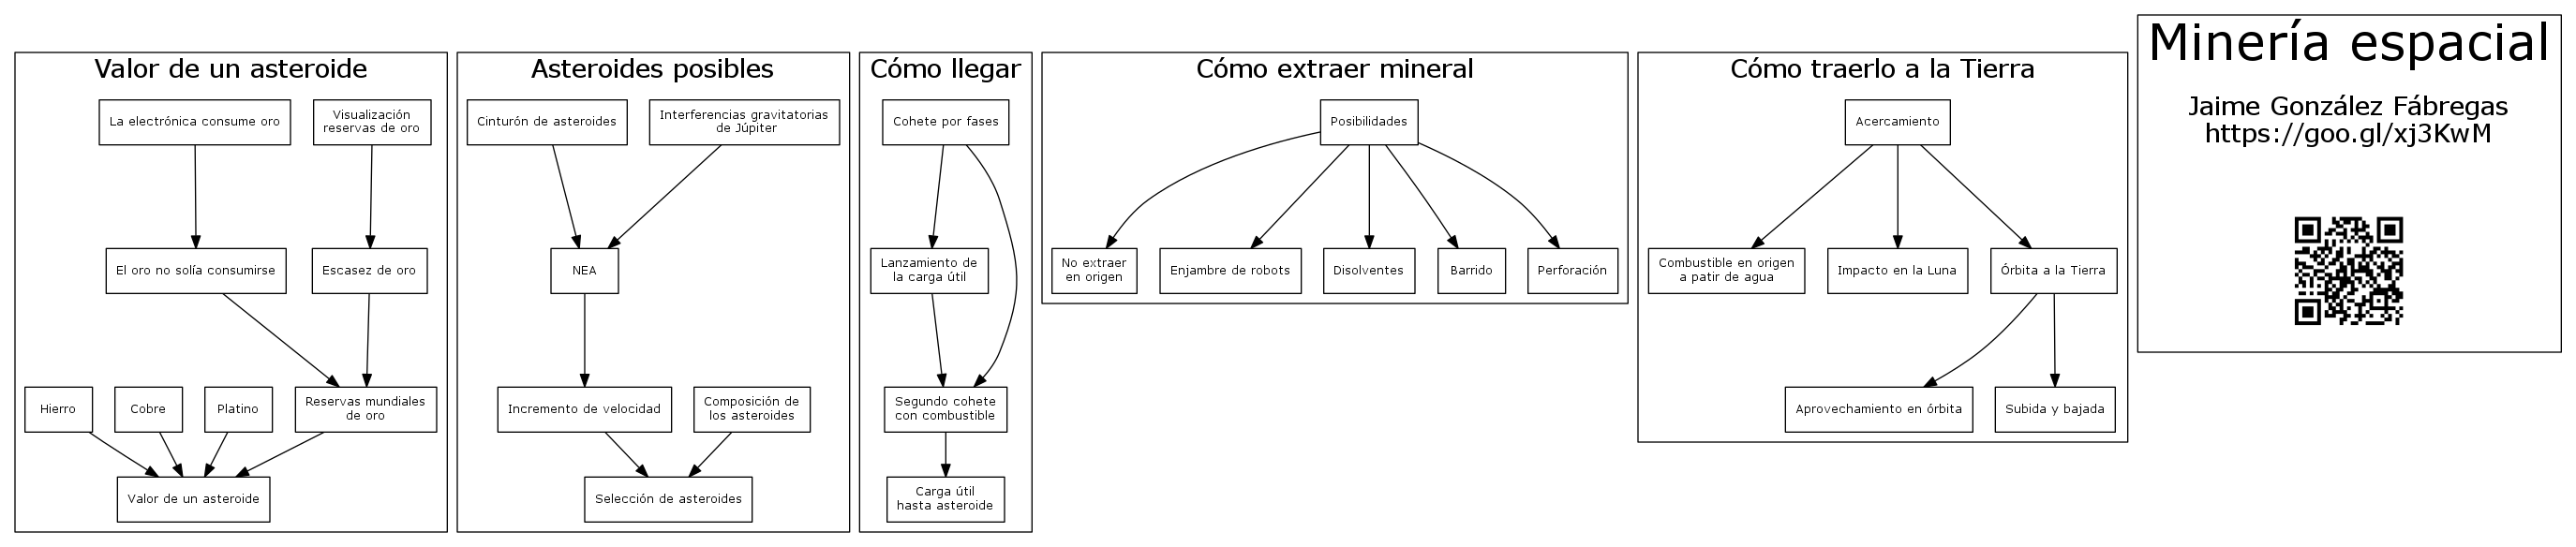 Valor de un asteroide
La electrónica consume oro
Visualización
reservas de oro
El oro no solía consumirse
Escasez de oro
Hierro
Cobre
Platino
Reservas mundiales
de oro
Valor de un asteroide
Asteroides posibles
Cinturón de asteroides
Interferencias gravitatorias
de Júpiter
NEA
Incremento de velocidad
Composición de
los asteroides
Selección de asteroides
Cómo llegar
Cohete por fases
Lanzamiento de
la carga útil
Segundo cohete
con combustible
Carga útil
hasta asteroide
Cómo extraer mineral
Posibilidades
No extraer
en origen
Enjambre de robots
Disolventes
Barrido
Perforación
Cómo traerlo a la Tierra
Acercamiento
Combustible en origen
a patir de agua
Impacto en la Luna
Órbita a la Tierra
Aprovechamiento en órbita
Subida y bajada
Minería espacial
Jaime González Fábregas
https://goo.gl/xj3KwM